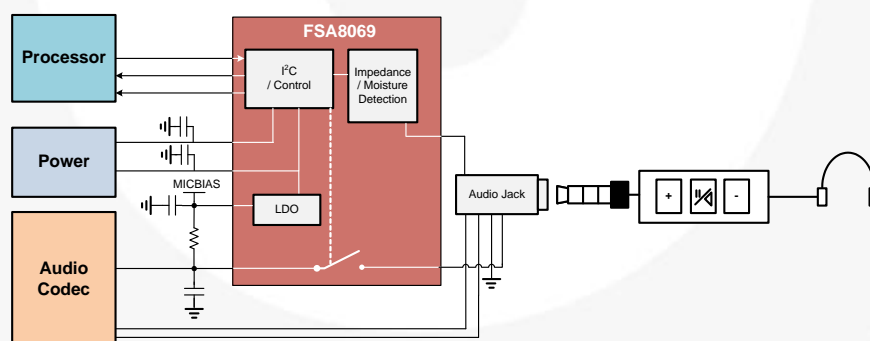 FSA8069
Processor
I²C
/ Control
Impedance
/ Moisture
Detection
Power
MICBIAS
LDO
Audio Jack
+
-
Audio
Codec